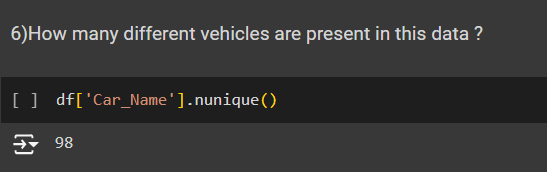 6)How many different vehicles are present in this data ?
[ ] df['Car_Name'].nunique()
98